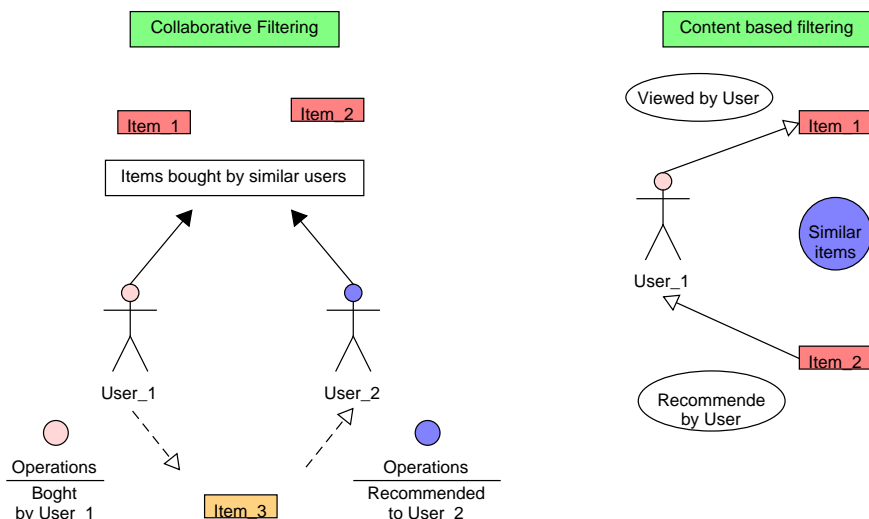 Collaborative Filtering
Item_1
Item_2
Items bought by similar users
User_1
User_2
Operations
Boght
by User_1
Item_3
Operations
Recommended
to User_2
Content based filtering
Viewed by User
Item_1
Similar
items
User_1
Item_2
Recommende
by User